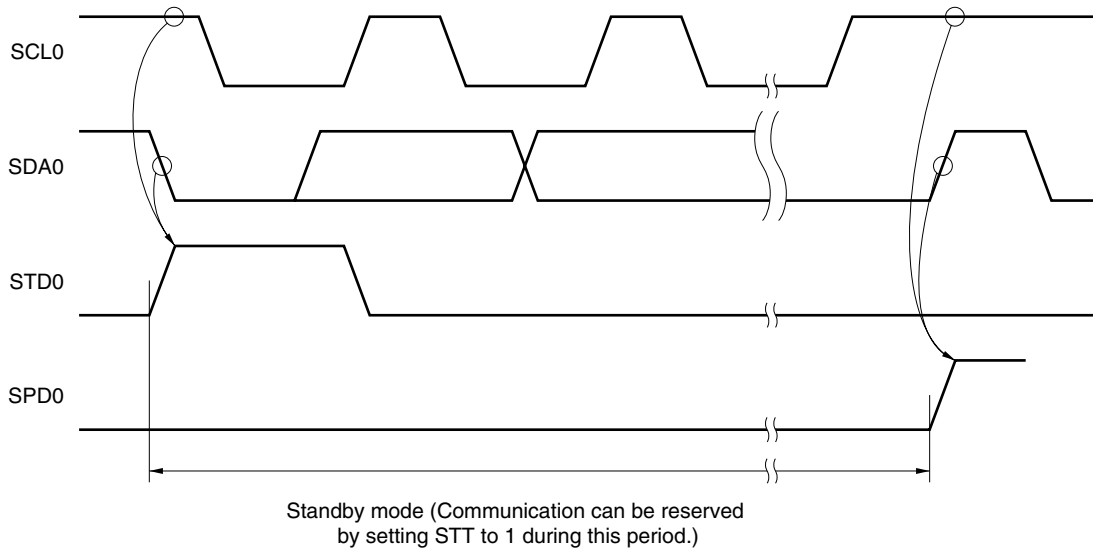 SCL0
SDA0
STD0
SPD0
Standby mode (Communication can be reserved
by setting STT to 1 during this period.)